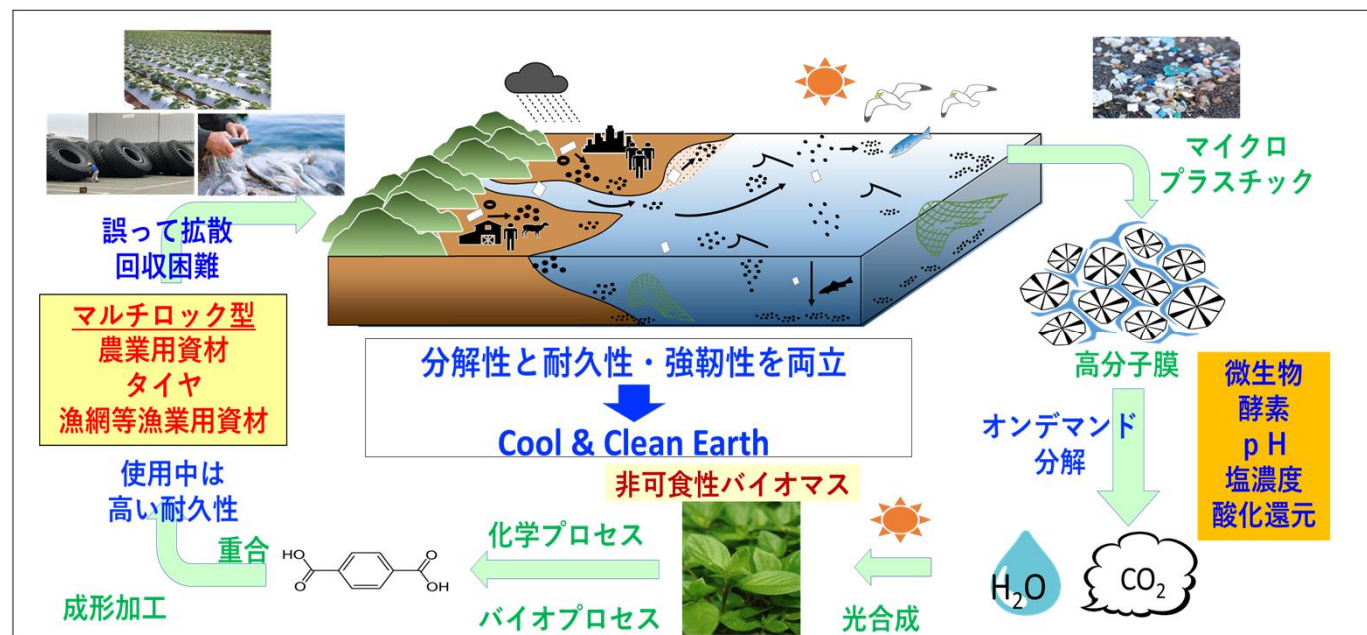 マイクロ
プラスチック
誤って拡散
回収困難
マルチロック型
農業用資材
タイヤ
漁網等漁業用資材
分解性と耐久性・強靭性を両立
Cool & Clean Earth
高分子膜
オンデマンド
分解
微生物
酵素
ｐＨ
塩濃度
酸化還元
使用中は
高い耐久性
非可食性バイオマス
化学プロセス
バイオプロセス
重合
成形加工
HO
O
O
OH
光合成
H₂O
CO₂